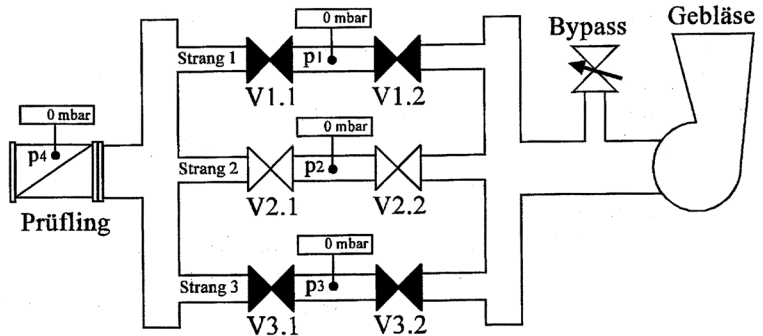 0 mbar
Gebläse
Bypass
Strang 1
p1
V1.1
V1.2
0 mbar
0 mbar
p4
Strang 2
p2
V2.1
V2.2
Prüfling
0 mbar
Strang 3
p3
V3.1
V3.2